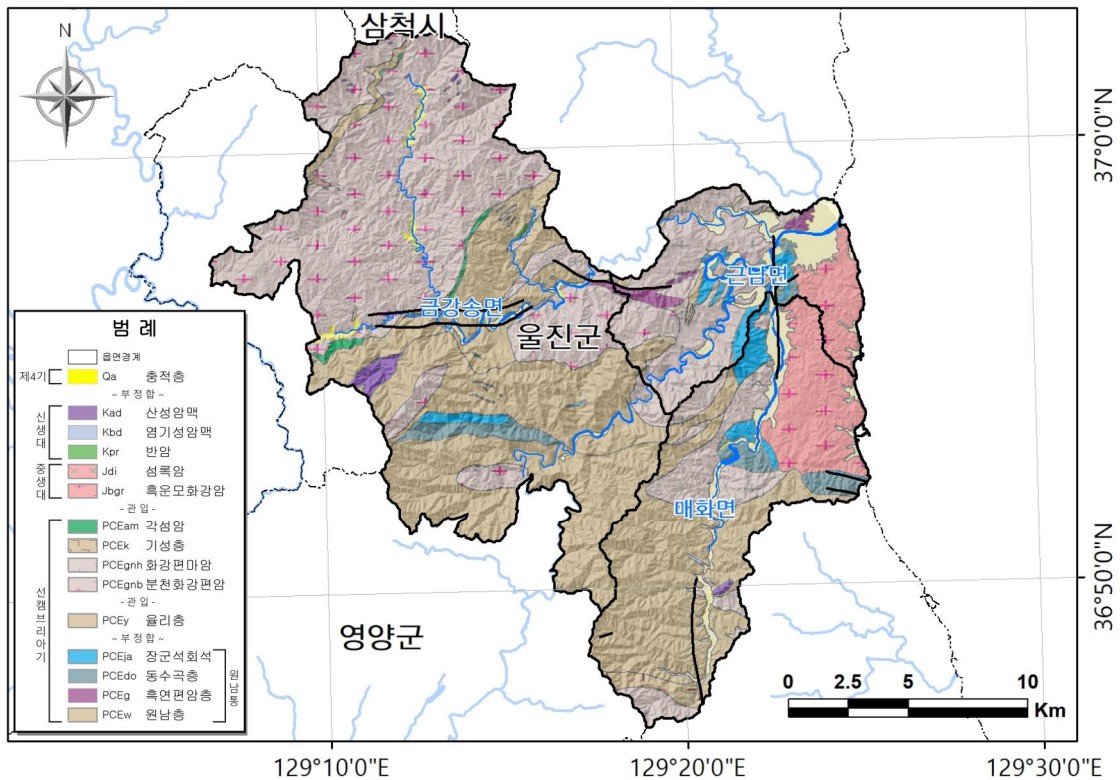 삼척시
N
37°0'0"N
근남면
금강송면
울진군
매화면
36°50'0"N
영양군
범 례
읍면경계
제4기 Qa 충적층
~ 부 정 합 ~
신생대
Kad 산성암맥
Kbd 염기성암맥
Kpr 반암
중생대
Jdi 섬록암
Jbgr 흑운모화강암
- 관 입 -
선캠브리아기
PCEam 각섬암
PCEk 기성층
PCEgnh 화강편마암
PCEgnb 분천화강편암
- 관 입 -
PCEy 율리층
~ 부 정 합 ~
PCEja 장군석회석
PCEdo 동수곡층
PCEg 흑연편암층
PCEw 원남층
원남통
0 2.5 5 10
Km
129°10'0"E 129°20'0"E 129°30'0"E